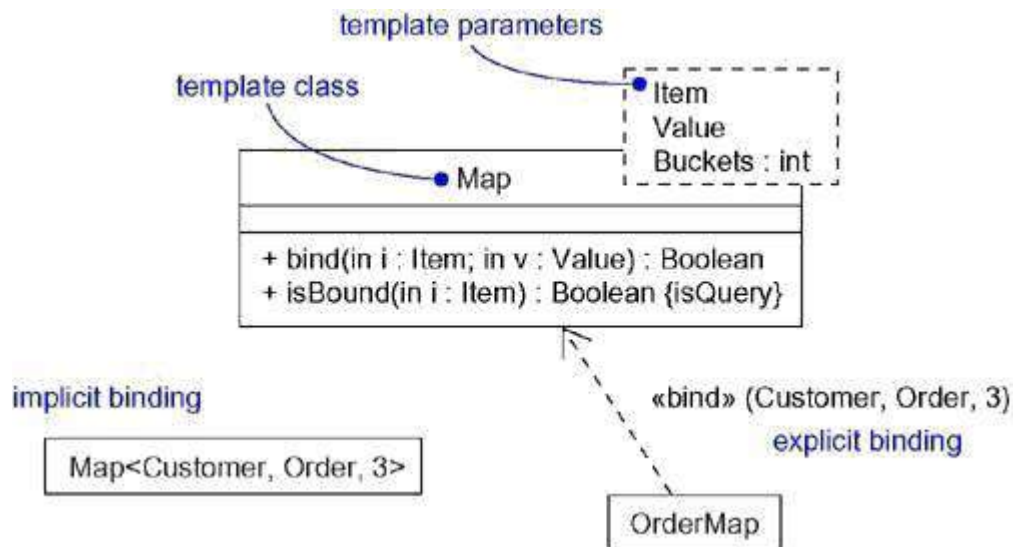 template parameters
template class
Item
Value
Buckets : int
Map
+ bind(in i : Item; in v : Value) : Boolean
+ isBound(in i : Item) : Boolean {isQuery}
implicit binding
«bind» (Customer, Order, 3)
explicit binding
Map<Customer, Order, 3>
OrderMap